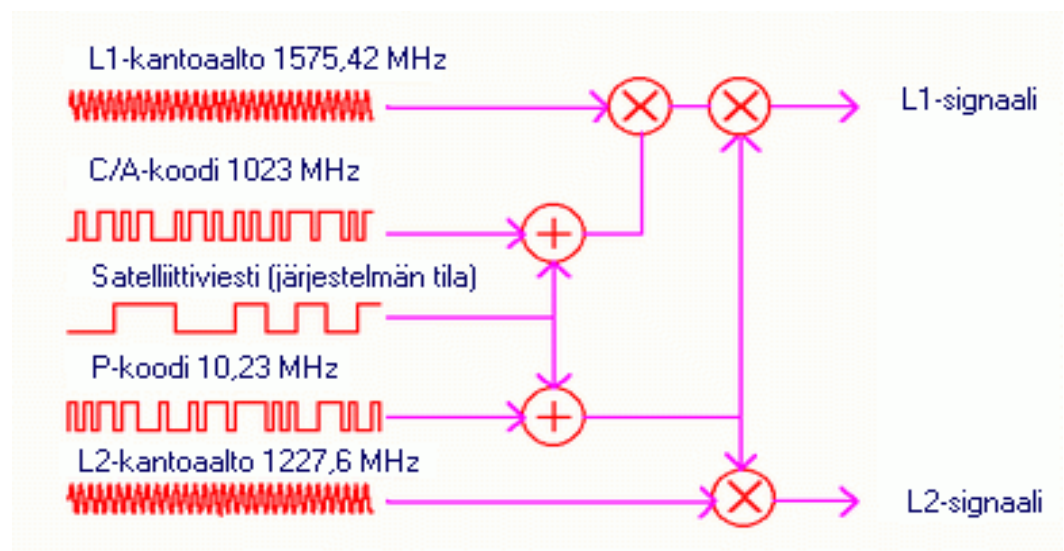 L1-kantoaalto 1575,42 MHz
L1-signaali
C/A-koodi 1023 MHz
Satelliittiviesti (järjestelmän tila)
P-koodi 10,23 MHz
L2-kantoaalto 1227,6 MHz
L2-signaali